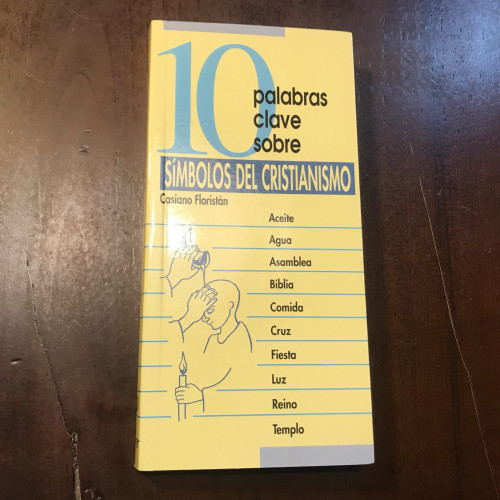 10
palabras
clave
sobre
SÍMBOLOS DEL CRISTIANISMO
Casiano Floristán
Aceite
Agua
Asamblea
Biblia
Comida
Cruz
Fiesta
Luz
Reino
Templo